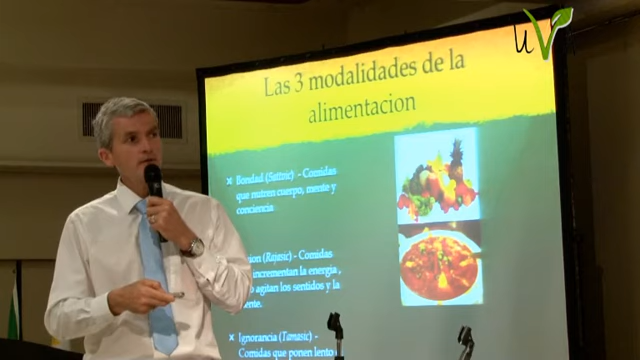 uV
Las 3 modalidades de la
alimentacion
Bondad (Sattvic) - Comidas
que nutren cuerpo, mente y
conciencia
(Rajasic) - Comidas
incrementan la energia ,
agitan los sentidos y la
Ignorancia (Tamasic) -
Comidas que ponen lento